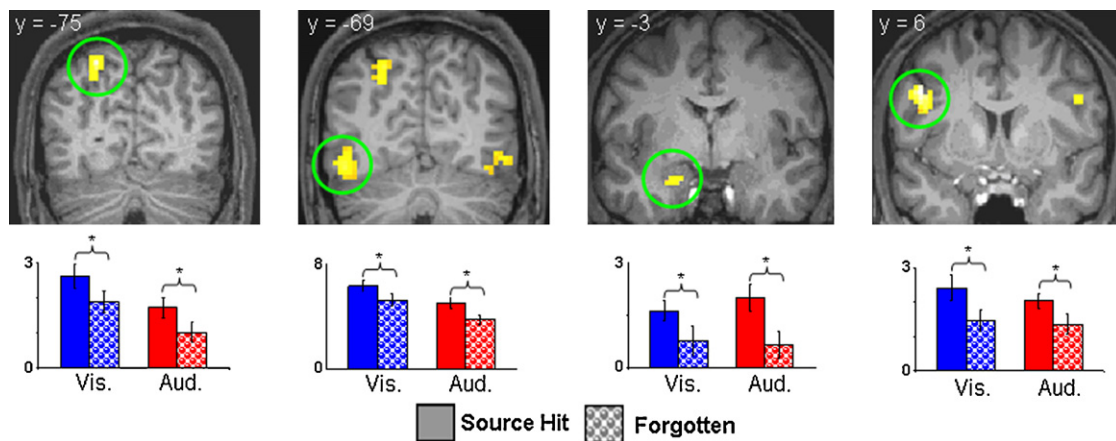 y = -75
y = -69
y = -3
y = 6
3
0
*
*
Vis. Aud.
8
0
*
*
Vis. Aud.
3
0
*
*
Vis. Aud.
3
0
*
*
Vis. Aud.
Source Hit Forgotten